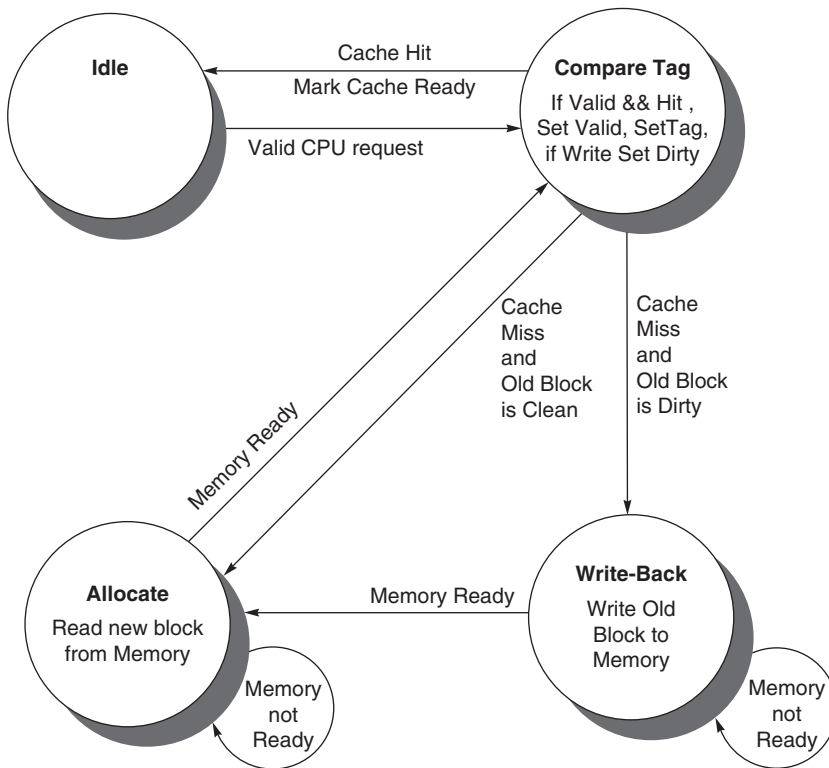 Idle
Cache Hit
Mark Cache Ready
Valid CPU request
Compare Tag
If Valid && Hit ,
Set Valid, SetTag,
if Write Set Dirty
Cache
Miss
and
Old Block
is Clean
Cache
Miss
and
Old Block
is Dirty
Memory Ready
Allocate
Read new block
from Memory
Memory
not
Ready
Memory Ready
Write-Back
Write Old
Block to
Memory
Memory
not
Ready